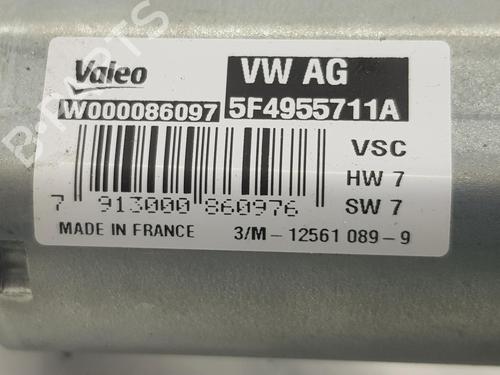 Valeo VW AG
W000086097 5F4955711A
VSC
HW 7
7 913000 860976 SW 7
MADE IN FRANCE 3/M - 12561 089 - 9
B-PARTS